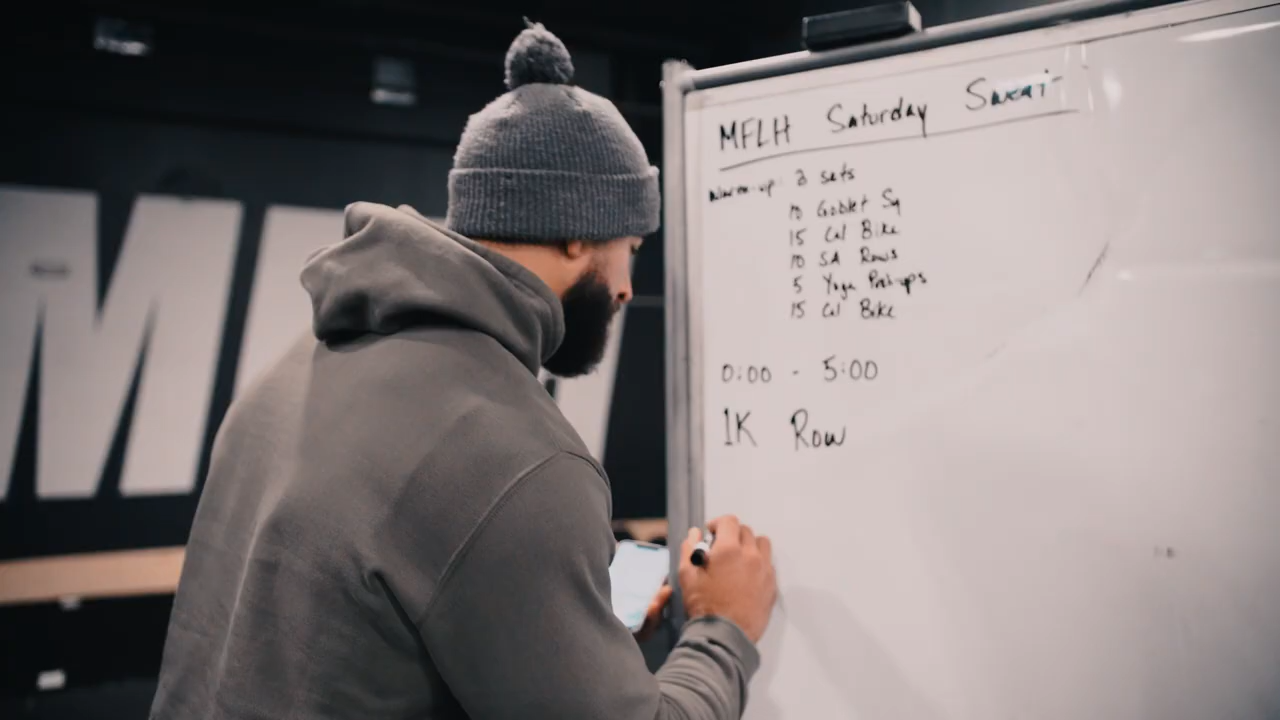 MFLH Saturday Sweat
Warm-up: 3 sets
10 Goblet Sq
15 Cal Bike
10 SA Rows
5 Yoga Push-ups
15 Cal Bike
0:00 - 5:00
1K Row